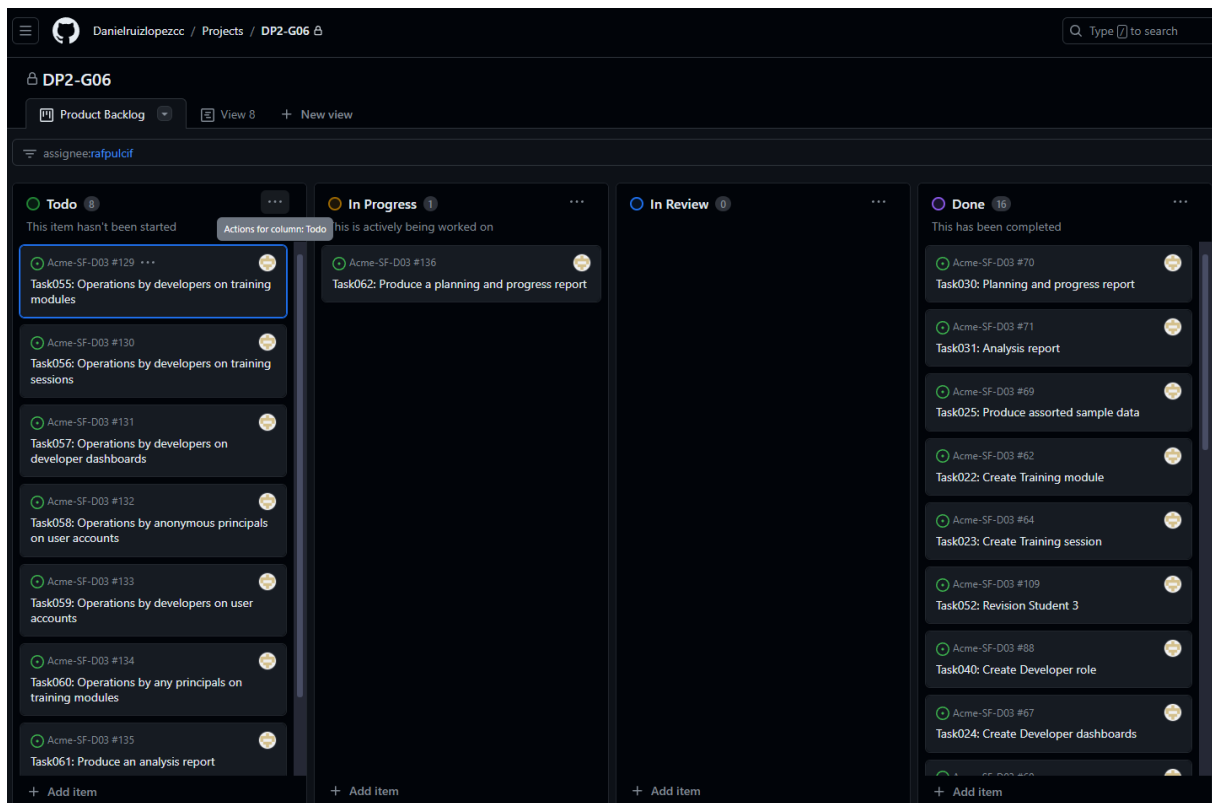 Danielruizlopezcc / Projects / DP2-G06
Type / to search
DP2-G06
Product Backlog
View 8
+ New view
assignee:rafpulcif
Todo 8
This item hasn't been started
Actions for column: Todo
Acme-SF-D03 #129 ···
Task055: Operations by developers on training
modules
Acme-SF-D03 #130
Task056: Operations by developers on training
sessions
Acme-SF-D03 #131
Task057: Operations by developers on
developer dashboards
Acme-SF-D03 #132
Task058: Operations by anonymous principals
on user accounts
Acme-SF-D03 #133
Task059: Operations by developers on user
accounts
Acme-SF-D03 #134
Task060: Operations by any principals on
training modules
Acme-SF-D03 #135
Task061: Produce an analysis report
+ Add item
In Progress 1
This is actively being worked on
Acme-SF-D03 #136
Task062: Produce a planning and progress report
+ Add item
In Review 0
+ Add item
Done 16
This has been completed
Acme-SF-D03 #70
Task030: Planning and progress report
Acme-SF-D03 #71
Task031: Analysis report
Acme-SF-D03 #69
Task025: Produce assorted sample data
Acme-SF-D03 #62
Task022: Create Training module
Acme-SF-D03 #64
Task023: Create Training session
Acme-SF-D03 #109
Task052: Revision Student 3
Acme-SF-D03 #88
Task040: Create Developer role
Acme-SF-D03 #67
Task024: Create Developer dashboards
+ Add item